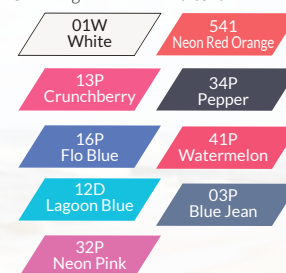 01W
White
541
Neon Red Orange
13P
Crunchberry
34P
Pepper
16P
Flo Blue
41P
Watermelon
12D
Lagoon Blue
03P
Blue Jean
32P
Neon Pink